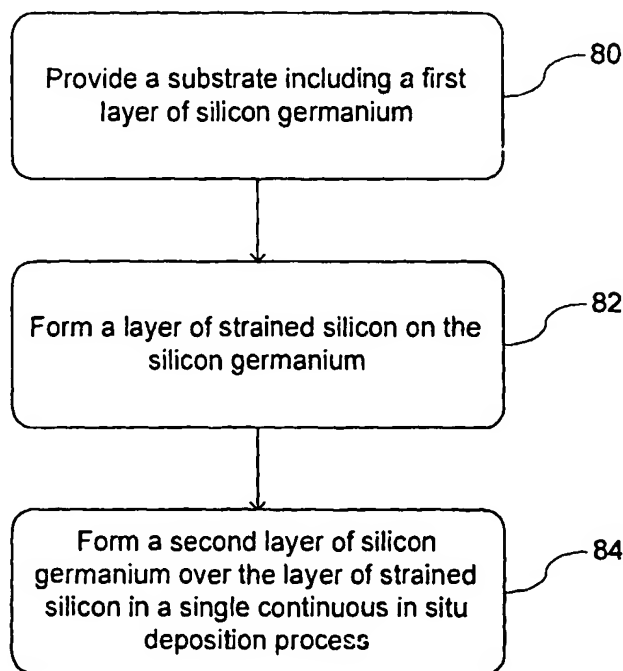 Provide a substrate including a first
layer of silicon germanium
80
Form a layer of strained silicon on the
silicon germanium
82
Form a second layer of silicon
germanium over the layer of strained
silicon in a single continuous in situ
deposition process
84